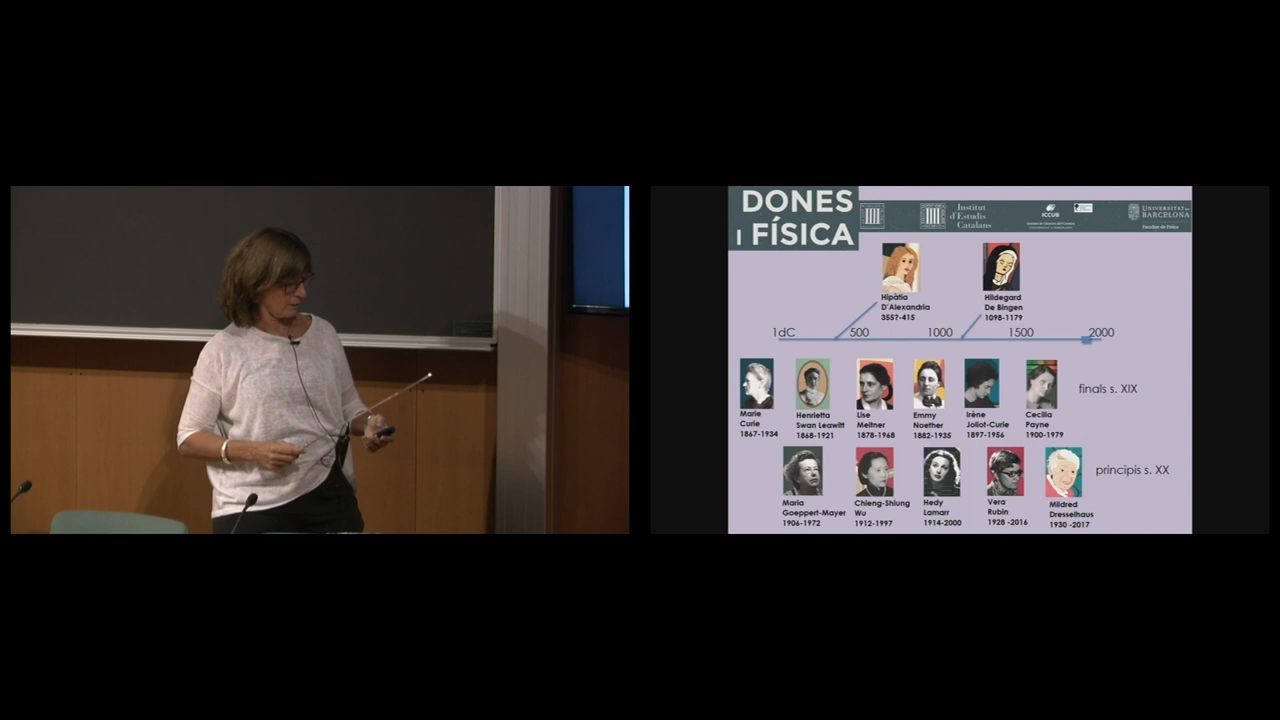 DONES
I FÍSICA
Institut
d'Estudis
Catalans
ICCUB
UNIVERSITAT DE
BARCELONA
Facultat de Física
Hipàtia
D'Alexandria
355?-415
Hildegard
De Bingen
1098-1179
1dC
500
1000
1500
2000
Marie
Curie
1867-1934
Henrietta
Swan Leawitt
1868-1921
Lise
Meitner
1878-1968
Emmy
Noether
1882-1935
Irène
Joliot-Curie
1897-1956
Cecilia
Payne
1900-1979
finals s. XIX
Maria
Goeppert-Mayer
1906-1972
Chieng-Shiung
Wu
1912-1997
Hedy
Lamarr
1914-2000
Vera
Rubin
1928 -2016
Mildred
Dresselhaus
1930 -2017
principis s. XX